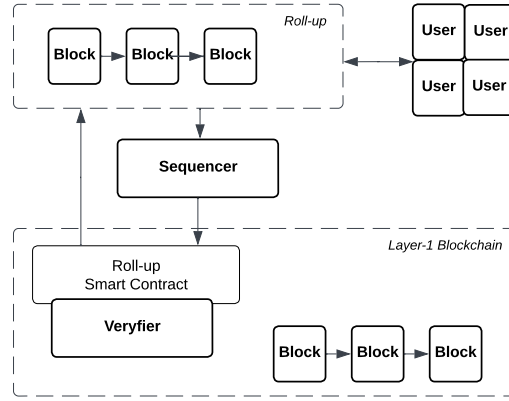 Roll-up
Block
Block
Block
User
User
User
User
Sequencer
Layer-1 Blockchain
Roll-up
Smart Contract
Veryfier
Block
Block
Block